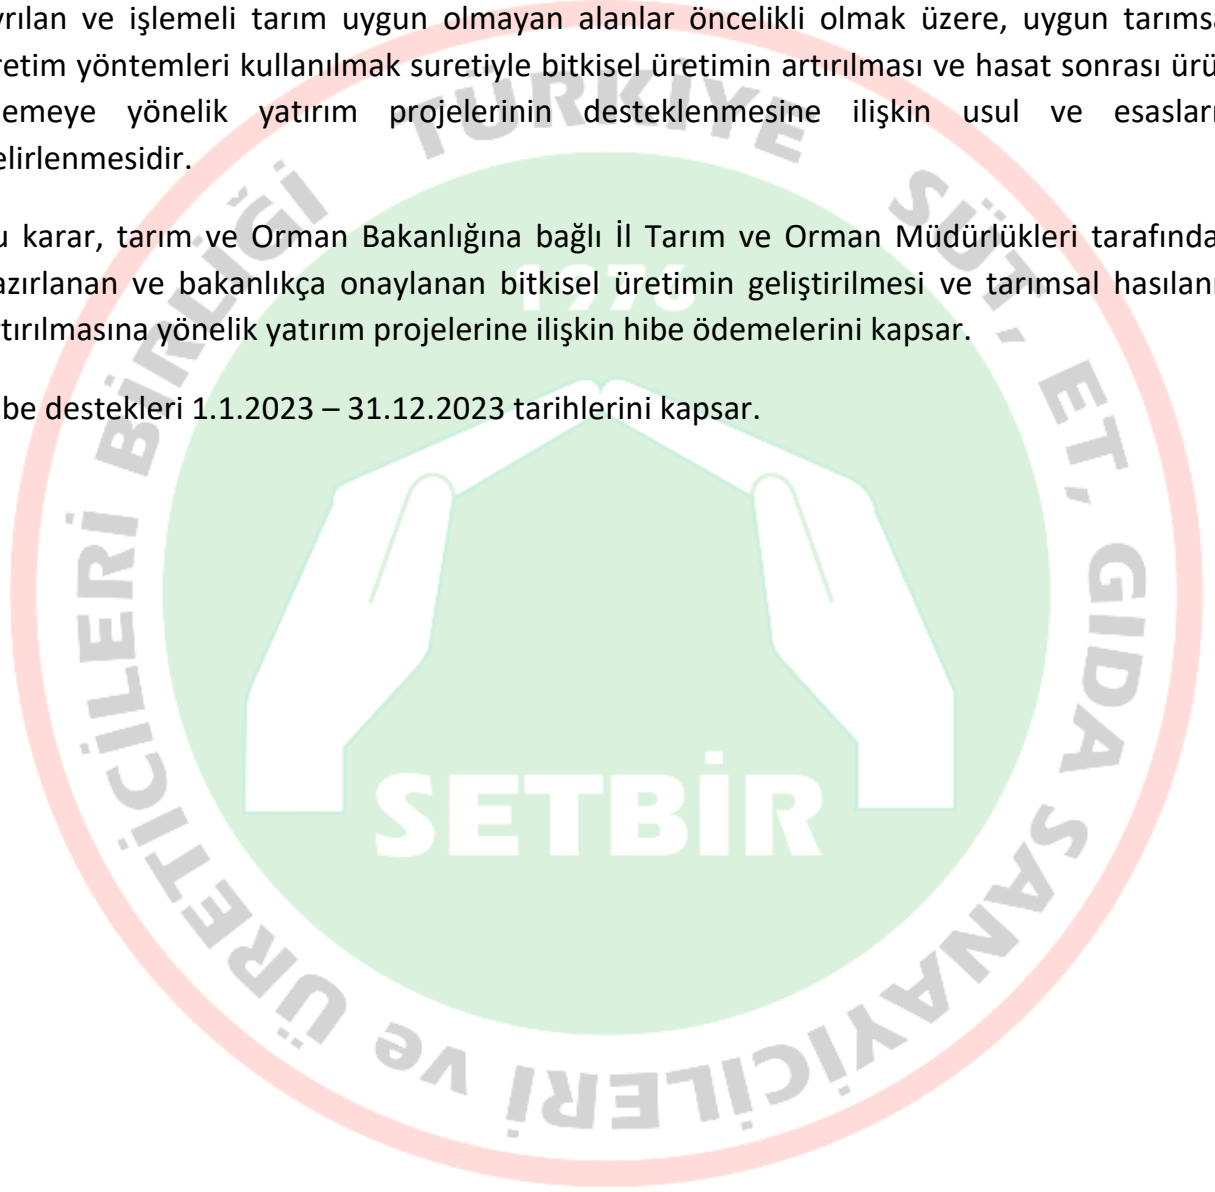 yrılan ve işlemeli tarım uygun olmayan alanlar öncelikli olmak üzere, uygun tarımsa
retim yöntemleri kullanılmak suretiyle bitkisel üretimin artırılması ve hasat sonrası ürü
lemeye yönelik yatırım projelerinin desteklenmesine ilişkin usul ve esasları
elirlenmesidir.
u karar, tarım ve Orman Bakanlığına bağlı İl Tarım ve Orman Müdürlükleri tarafında
azırlanan ve bakanlıkça onaylanan bitkisel üretimin geliştirilmesi ve tarımsal hasılanı
tırılmasına yönelik yatırım projelerine ilişkin hibe ödemelerini kapsar.
be destekleri 1.1.2023 – 31.12.2023 tarihlerini kapsar.
TÜRKİYE SÜT, ET, GIDA SANAYİCİLERİ ve ÜRETİCİLERİ BİRLİĞİ
1976
SETBİR